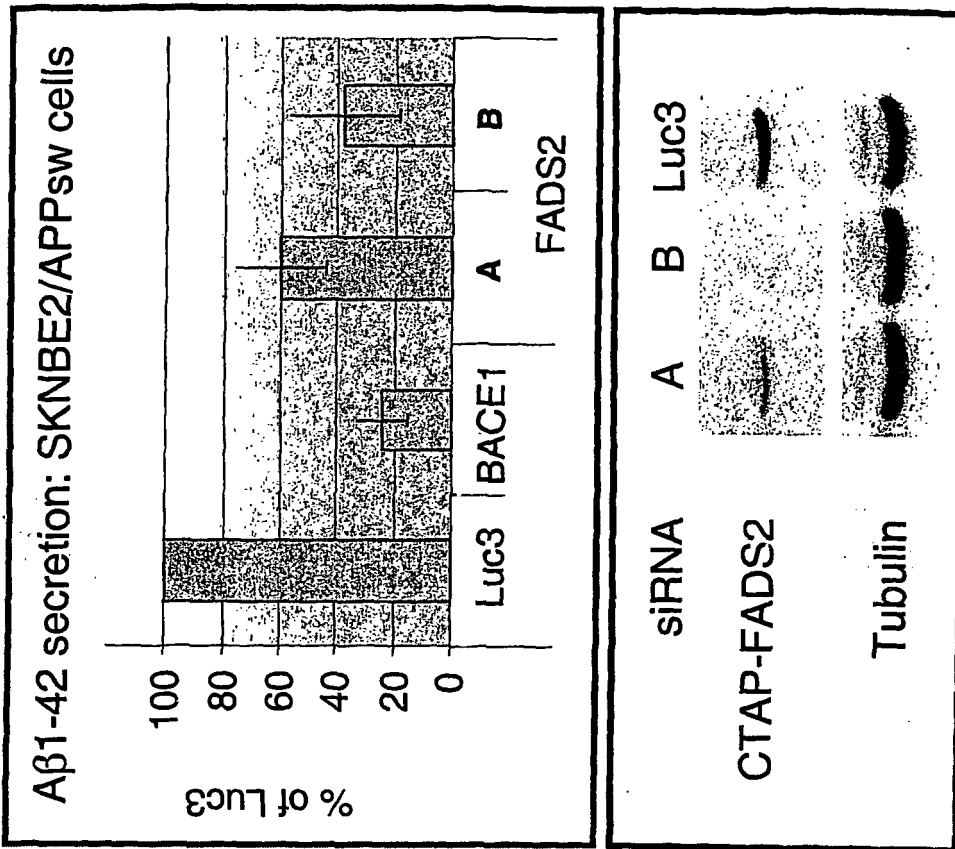 Aβ1-42 secretion: SKNBE2/APPsw cells
% of Luc3
100
80
60
40
20
0
Luc3
BACE1
A
B
FADS2
siRNA
A
B
Luc3
CTAP-FADS2
Tubulin